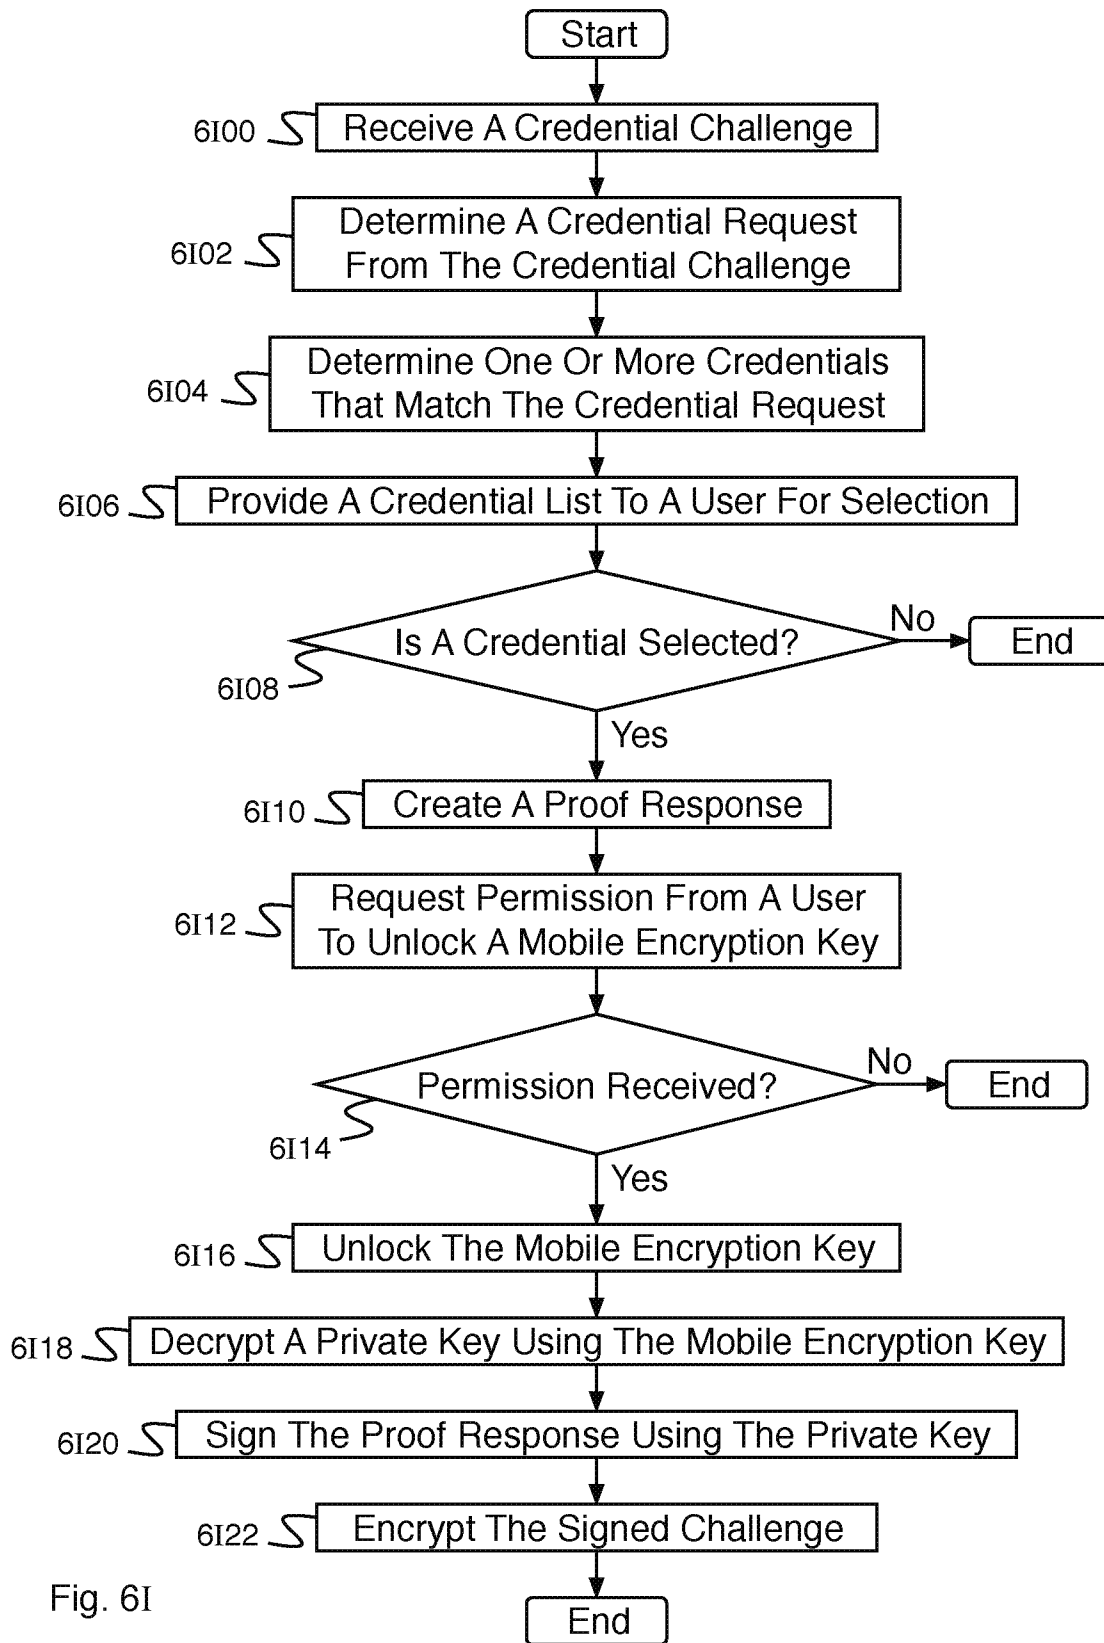 Start
6I00
Receive A Credential Challenge
6I02
Determine A Credential Request
From The Credential Challenge
6I04
Determine One Or More Credentials
That Match The Credential Request
6I06
Provide A Credential List To A User For Selection
Is A Credential Selected?
No
End
6I08
Yes
6I10
Create A Proof Response
6I12
Request Permission From A User
To Unlock A Mobile Encryption Key
Permission Received?
No
End
6I14
Yes
6I16
Unlock The Mobile Encryption Key
6I18
Decrypt A Private Key Using The Mobile Encryption Key
6I20
Sign The Proof Response Using The Private Key
6I22
Encrypt The Signed Challenge
End
Fig. 6I